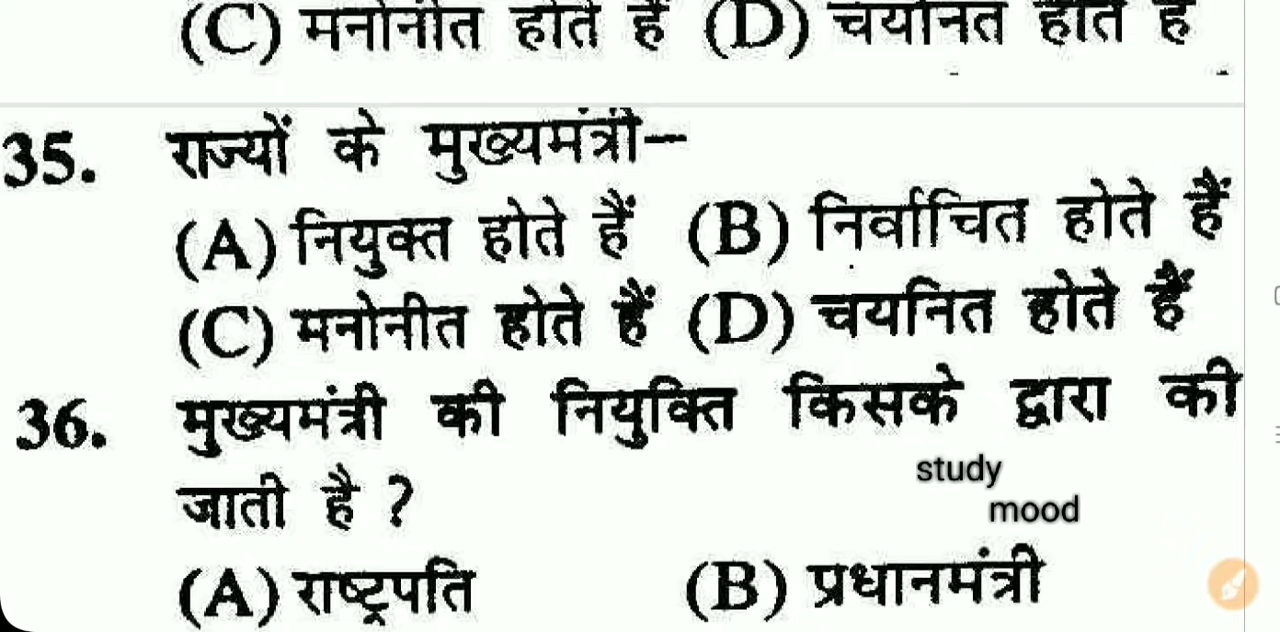 (C) मनोनीत होते हैं (D) चयनित होते हैं
35. राज्यों के मुख्यमंत्री—
(A) नियुक्त होते हैं (B) निर्वाचित होते हैं
(C) मनोनीत होते हैं (D) चयनित होते हैं
36. मुख्यमंत्री की नियुक्ति किसके द्वारा की
जाती है ?
study
mood
(A) राष्ट्रपति (B) प्रधानमंत्री